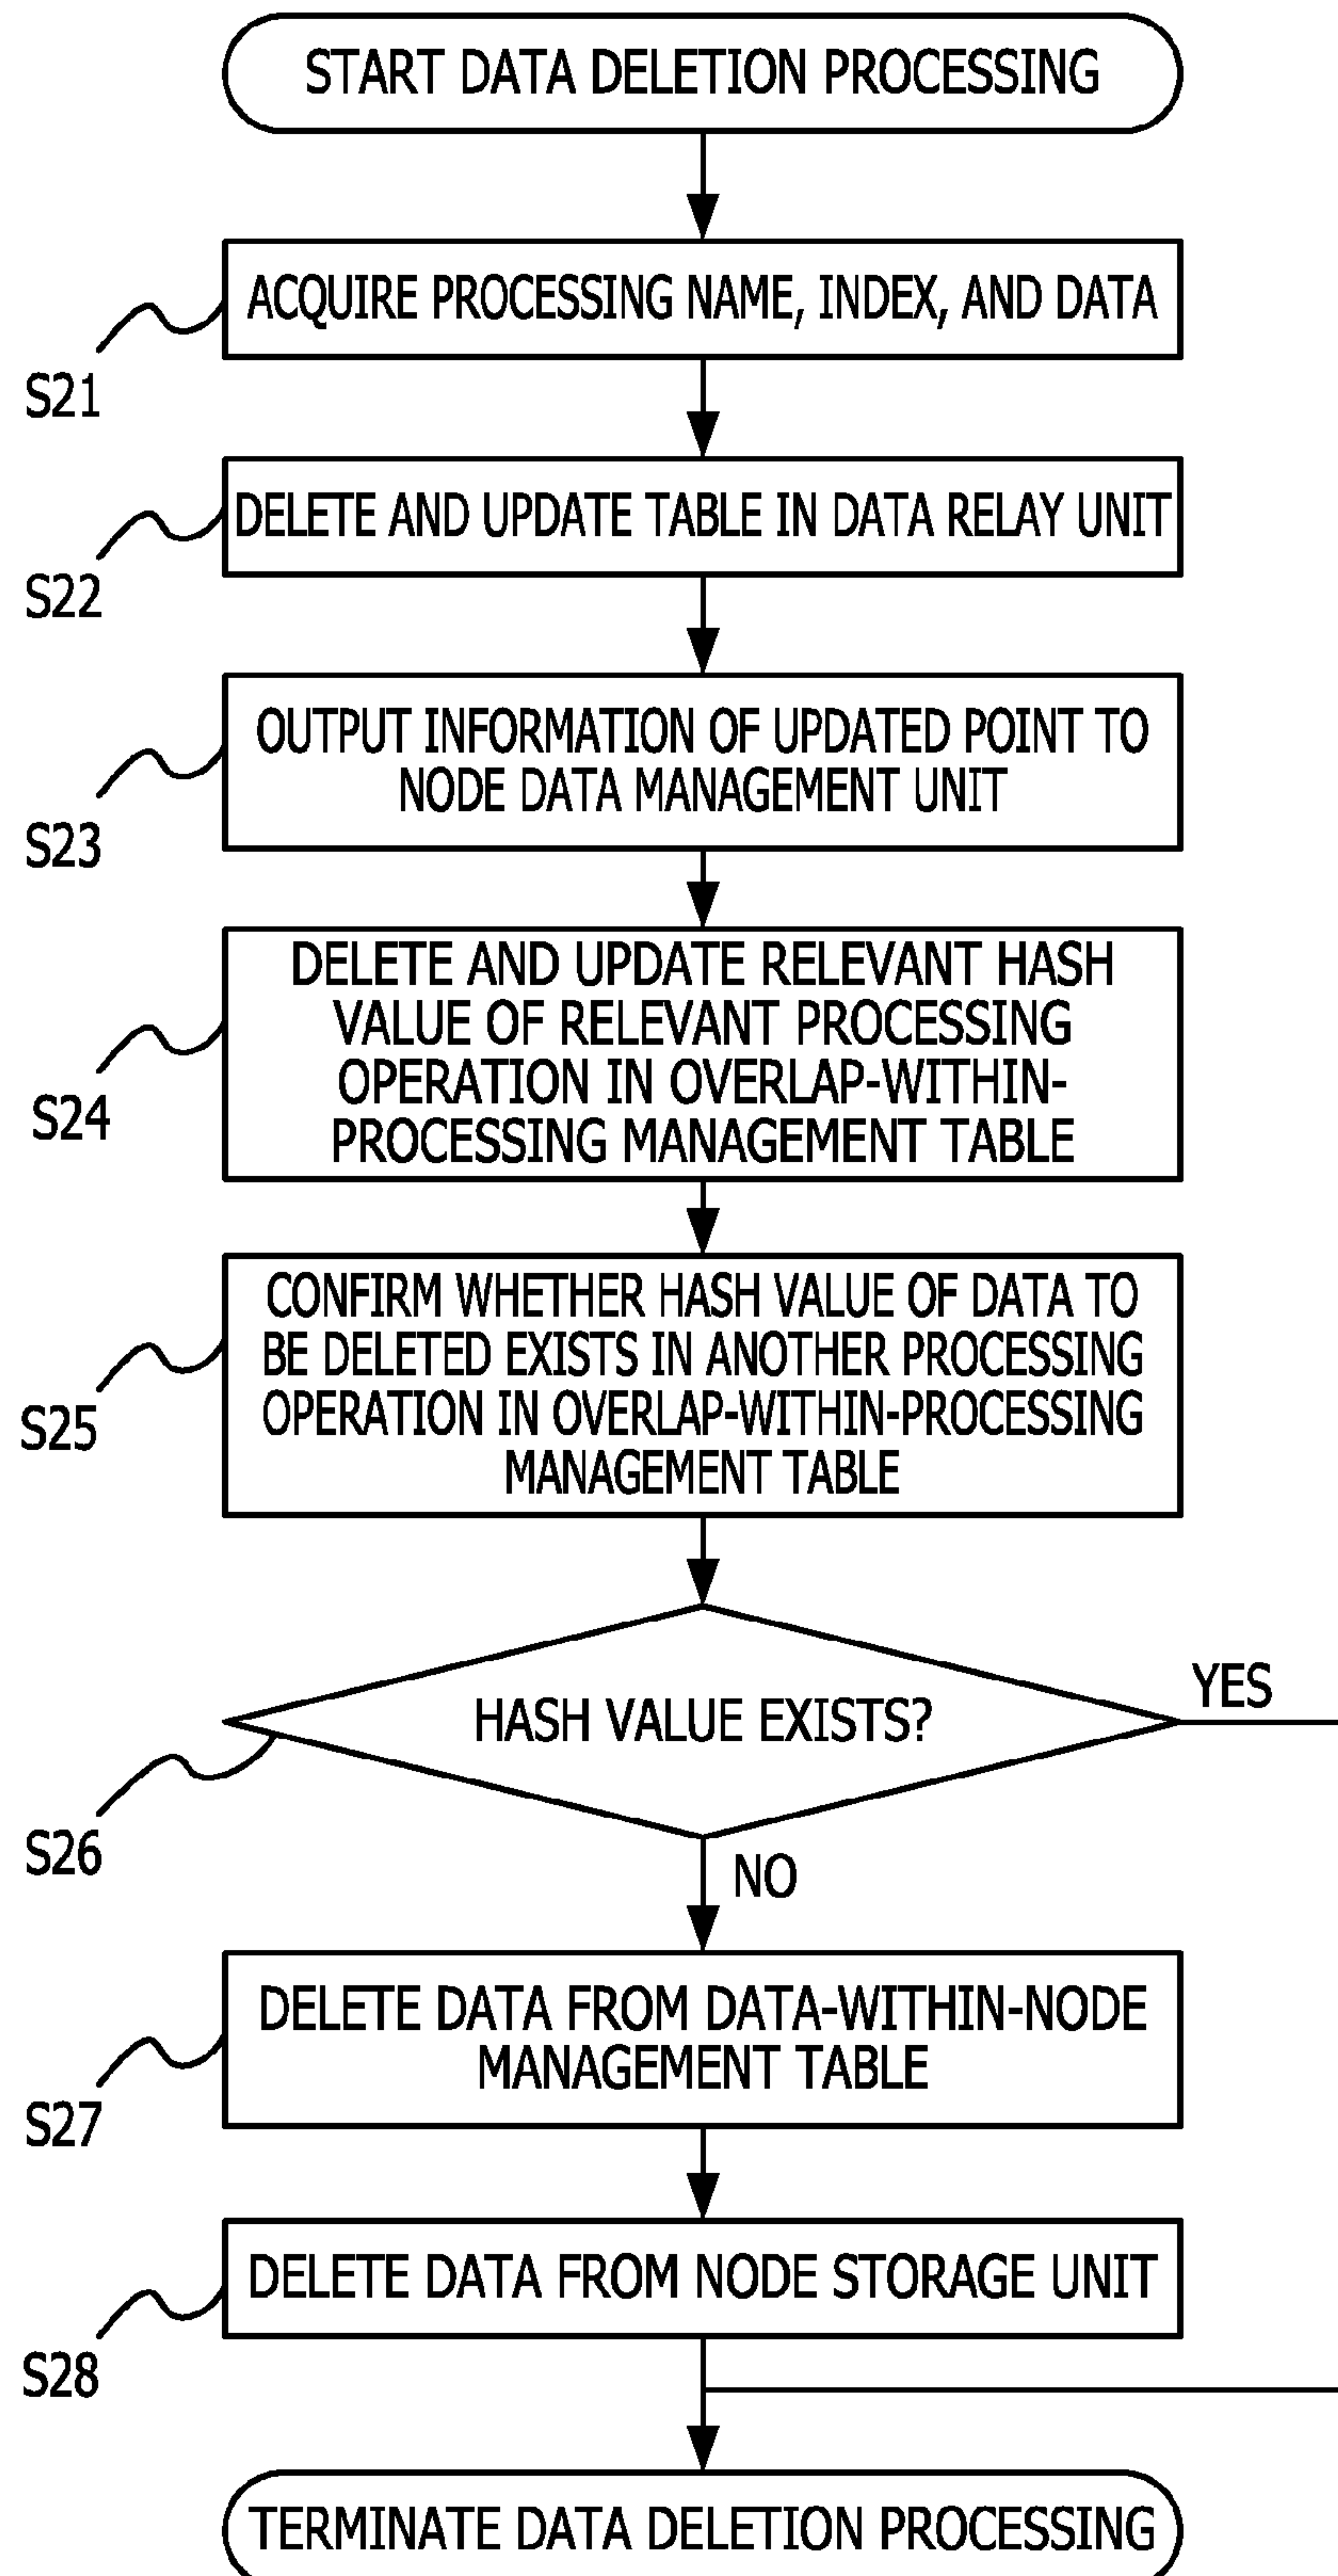 START DATA DELETION PROCESSING
ACQUIRE PROCESSING NAME, INDEX, AND DATA
S21
DELETE AND UPDATE TABLE IN DATA RELAY UNIT
S22
OUTPUT INFORMATION OF UPDATED POINT TO
NODE DATA MANAGEMENT UNIT
S23
DELETE AND UPDATE RELEVANT HASH
VALUE OF RELEVANT PROCESSING
OPERATION IN OVERLAP-WITHIN-
PROCESSING MANAGEMENT TABLE
S24
CONFIRM WHETHER HASH VALUE OF DATA TO
BE DELETED EXISTS IN ANOTHER PROCESSING
OPERATION IN OVERLAP-WITHIN-PROCESSING
MANAGEMENT TABLE
S25
YES
HASH VALUE EXISTS?
S26
NO
DELETE DATA FROM DATA-WITHIN-NODE
MANAGEMENT TABLE
S27
DELETE DATA FROM NODE STORAGE UNIT
S28
TERMINATE DATA DELETION PROCESSING